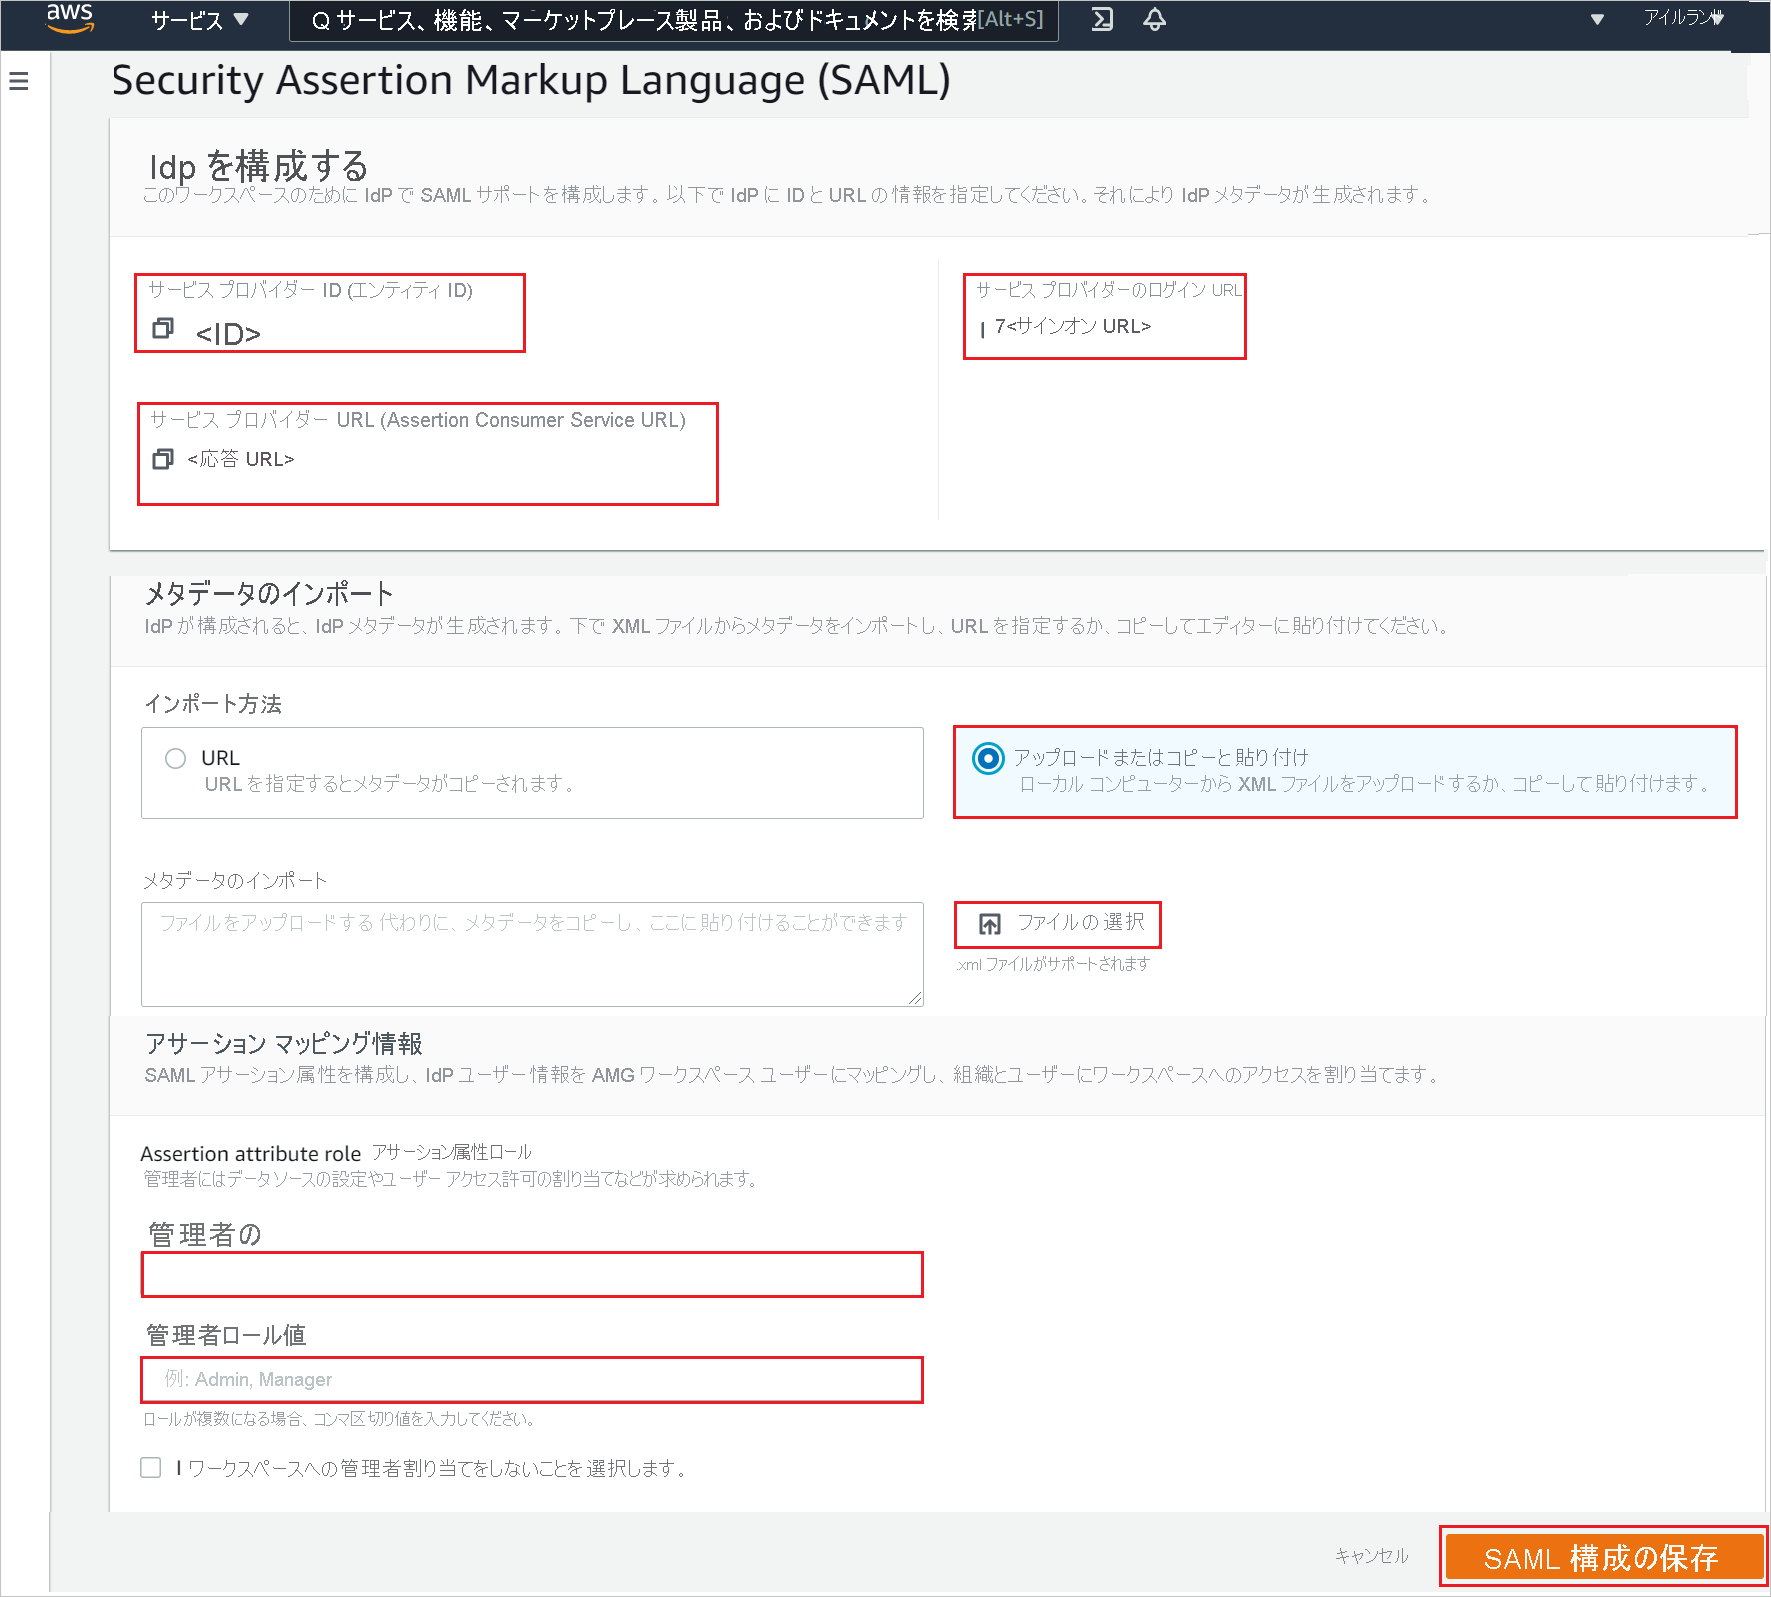 aws サービス ▼ Q サービス、機能、マーケットプレース製品、およびドキュメントを検索 [Alt+S] アイルランド
Security Assertion Markup Language (SAML)
Idp を構成する
このワークスペースのために IdP で SAML サポートを構成します。以下で IdP に ID と URL の情報を指定してください。それにより IdP メタデータが生成されます。
サービス プロバイダー ID (エンティティ ID)
<ID>
サービス プロバイダーのログイン URL
7<サインオン URL>
サービス プロバイダー URL (Assertion Consumer Service URL)
<応答 URL>
メタデータのインポート
IdP が構成されると、IdP メタデータが生成されます。下で XML ファイルからメタデータをインポートし、URL を指定するか、コピーしてエディターに貼り付けてください。
インポート方法
URL
URL を指定するとメタデータがコピーされます。
アップロードまたはコピーと貼り付け
ローカル コンピューターから XML ファイルをアップロードするか、コピーして貼り付けます。
メタデータのインポート
ファイルをアップロードする代わりに、メタデータをコピーし、ここに貼り付けることができます
ファイルの選択
.xml ファイルがサポートされます
アサーション マッピング情報
SAML アサーション属性を構成し、IdP ユーザー情報を AMG ワークスペース ユーザーにマッピングし、組織とユーザーにワークスペースへのアクセスを割り当てます。
Assertion attribute role アサーション属性ロール
管理者にはデータソースの設定やユーザー アクセス許可の割り当てなどが求められます。
管理者の
管理者ロール値
例: Admin, Manager
ロールが複数になる場合、コンマ区切り値を入力してください。
I ワークスペースへの管理者割り当てをしないことを選択します。
キャンセル
SAML 構成の保存